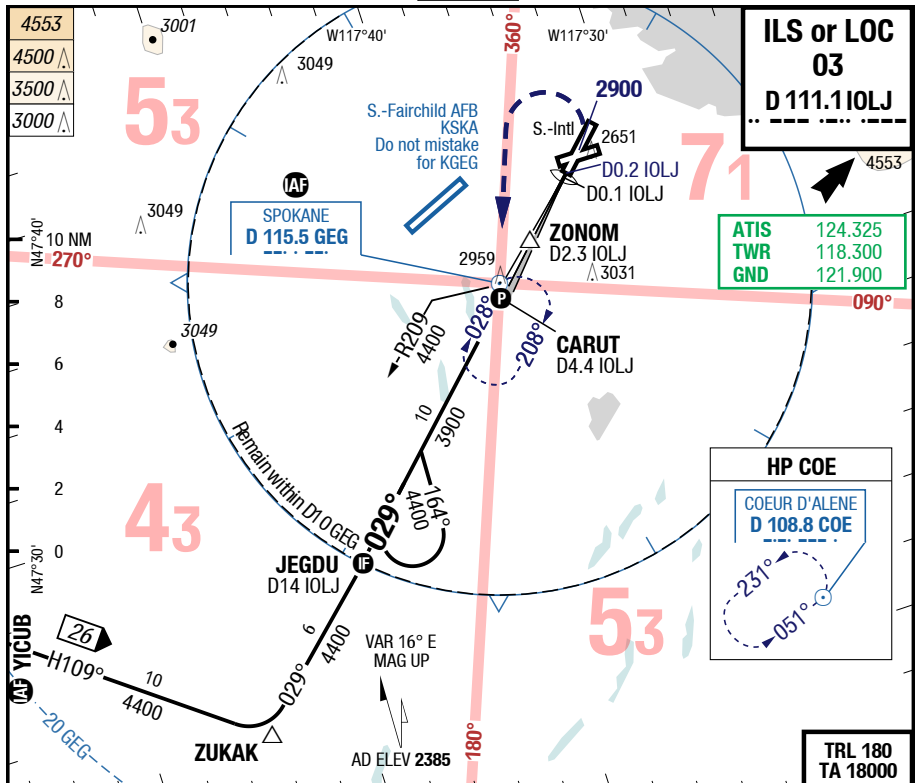 4553
4500
3500
3000
3001
3049
W117°40'
360°
W117°30'
ILS or LOC
03
D 111.1 IOLJ
53
S.-Fairchild AFB
KSKA
Do not mistake
for KGEG
2900
S.-Intl
2651
D0.2 IOLJ
D0.1 IOLJ
71
4553
IAF
SPOKANE
D 115.5 GEG
3049
ATIS 124.325
TWR 118.300
GND 121.900
N47°40'
10 NM
270°
ZONOM
D2.3 IOLJ
2959
3031
090°
8
P
CARUT
D4.4 IOLJ
R209
4400
028°
208°
3049
6
4
10
3900
Remain within D10 GEG
2
43
164°
4400
029°
HP COE
COEUR D'ALENE
D 108.8 COE
231°
051°
0
N47°30'
JEGDU
D14 IOLJ
IF
53
IAF YICUB
26
H109°
10
4400
6
4400
029°
VAR 16° E
MAG UP
20 GEG
ZUKAK
AD ELEV 2385
180°
TRL 180
TA 18000